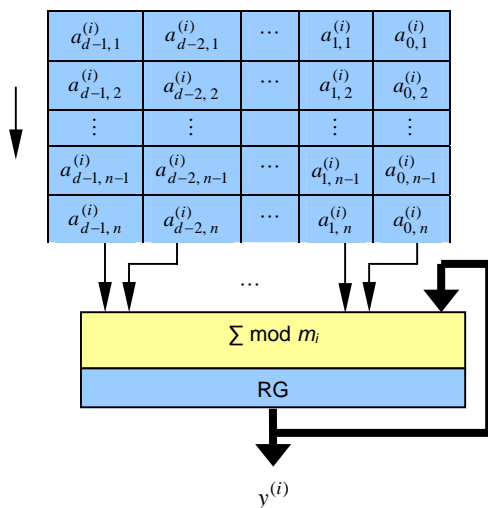 a_{d−1, 1}^{(i)} a_{d−2, 1}^{(i)} ⋯ a_{1, 1}^{(i)} a_{0, 1}^{(i)}
a_{d−1, 2}^{(i)} a_{d−2, 2}^{(i)} ⋯ a_{1, 2}^{(i)} a_{0, 2}^{(i)}
⋮ ⋮ ⋮ ⋮
a_{d−1, n−1}^{(i)} a_{d−2, n−1}^{(i)} ⋯ a_{1, n−1}^{(i)} a_{0, n−1}^{(i)}
a_{d−1, n}^{(i)} a_{d−2, n}^{(i)} ⋯ a_{1, n}^{(i)} a_{0, n}^{(i)}
⋯
∑ mod m_i
RG
y^{(i)}